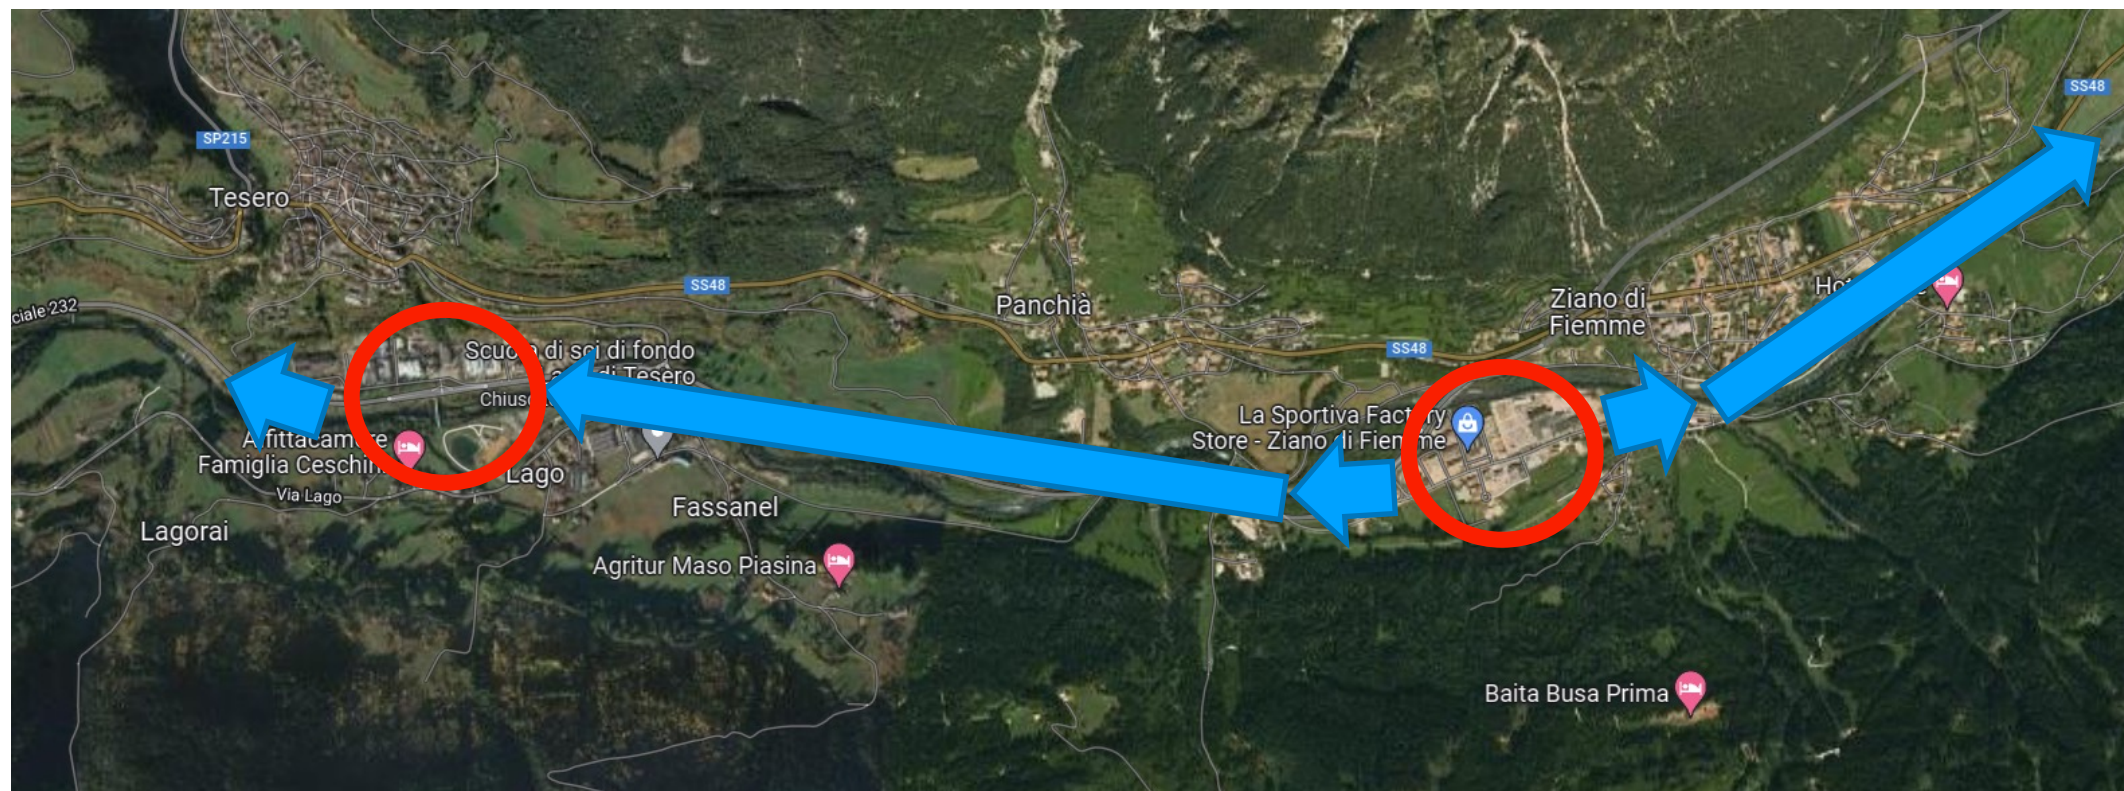 SS48
SP215
Tesero
SS48
ciale 232
Panchià
Ziano di
Fiemme
SS48
Scuola di sci di fondo
di Tesero
La Sportiva Factory
Store - Ziano di Fiemme
Affittacamere
Famiglia Ceschini
Lago
Via Lago
Fassanel
Lagorai
Agritur Maso Piasina
Baita Busa Prima